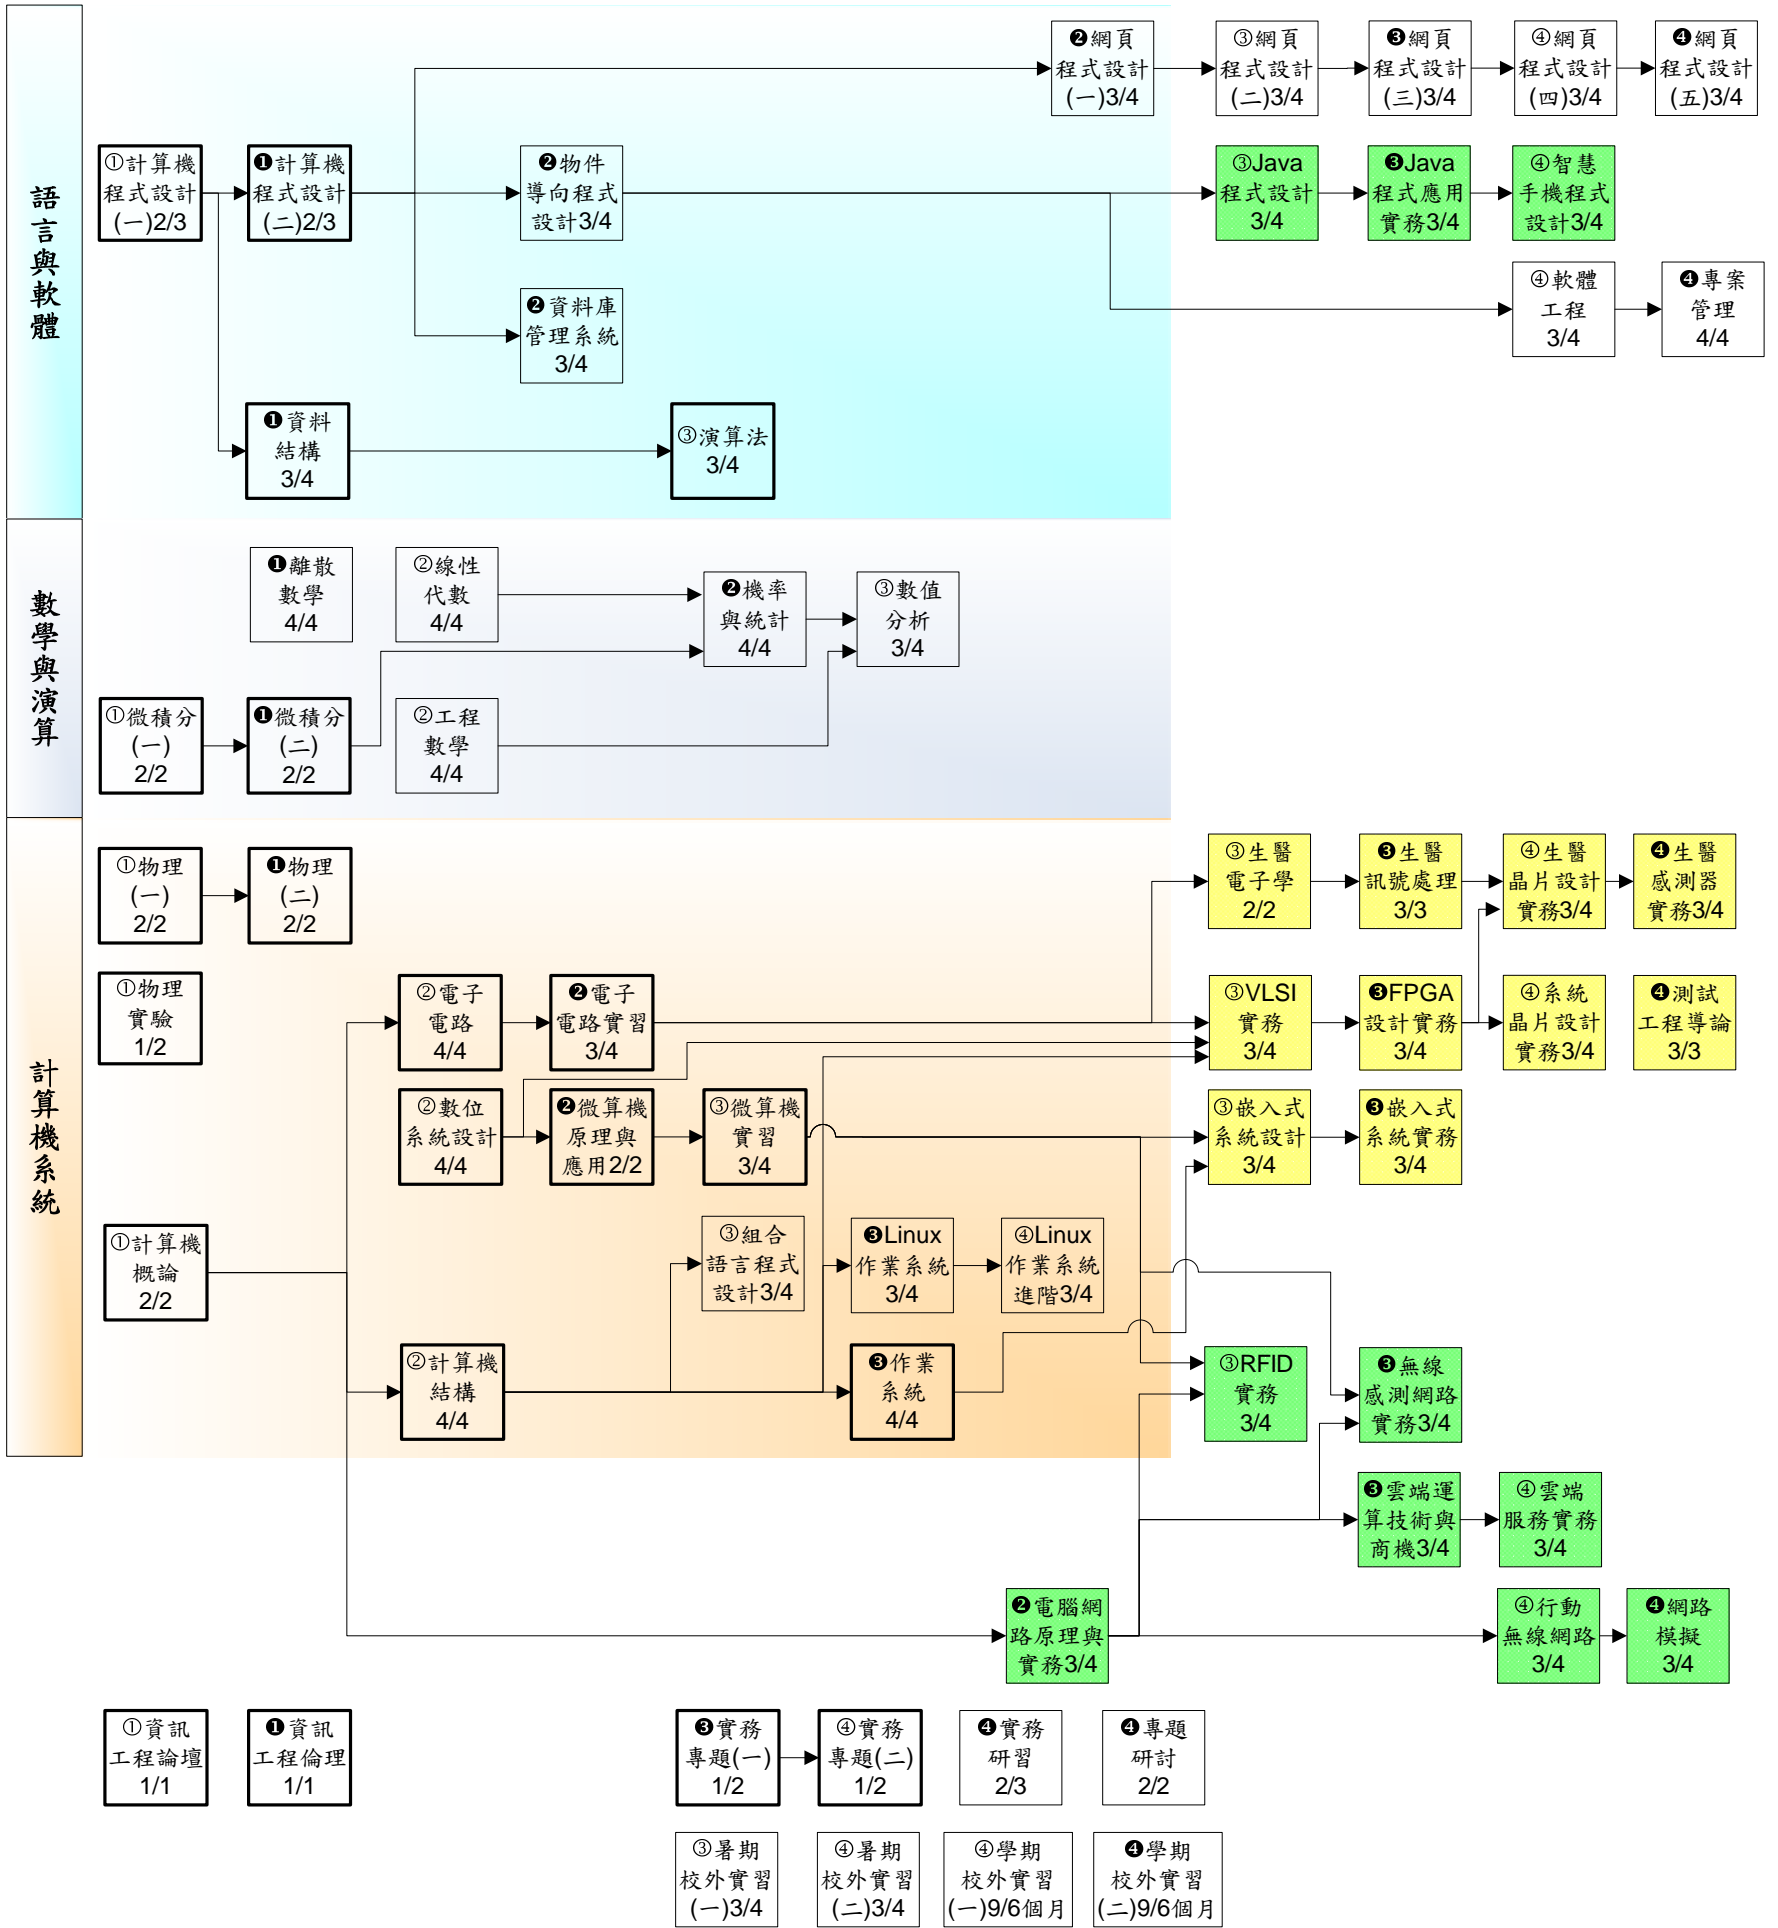 語言與軟體
❷網頁
程式設計
(一)3/4
③網頁
程式設計
(二)3/4
❸網頁
程式設計
(三)3/4
④網頁
程式設計
(四)3/4
❹網頁
程式設計
(五)3/4
①計算機
程式設計
(一)2/3
❶計算機
程式設計
(二)2/3
❷物件
導向程式
設計3/4
③Java
程式設計
3/4
❸Java
程式應用
實務3/4
④智慧
手機程式
設計3/4
❷資料庫
管理系統
3/4
④軟體
工程
3/4
❹專案
管理
4/4
❶資料
結構
3/4
③演算法
3/4
數學與演算
❶離散
數學
4/4
②線性
代數
4/4
❷機率
與統計
4/4
③數值
分析
3/4
①微積分
(一)
2/2
❶微積分
(二)
2/2
②工程
數學
4/4
計算機系統
①物理
(一)
2/2
❶物理
(二)
2/2
③生醫
電子學
2/2
❸生醫
訊號處理
3/3
④生醫
晶片設計
實務3/4
❹生醫
感測器
實務3/4
①物理
實驗
1/2
②電子
電路
4/4
❷電子
電路實習
3/4
③VLSI
實務
3/4
❸FPGA
設計實務
3/4
④系統
晶片設計
實務3/4
❹測試
工程導論
3/3
②數位
系統設計
4/4
❷微算機
原理與
應用2/2
③微算機
實習
3/4
③嵌入式
系統設計
3/4
❸嵌入式
系統實務
3/4
①計算機
概論
2/2
③組合
語言程式
設計3/4
❸Linux
作業系統
3/4
④Linux
作業系統
進階3/4
②計算機
結構
4/4
❸作業
系統
4/4
③RFID
實務
3/4
❸無線
感測網路
實務3/4
❸雲端運
算技術與
商機3/4
④雲端
服務實務
3/4
❷電腦網
路原理與
實務3/4
④行動
無線網路
3/4
❹網路
模擬
3/4
①資訊
工程論壇
1/1
❶資訊
工程倫理
1/1
❸實務
專題(一)
1/2
④實務
專題(二)
1/2
❹實務
研習
2/3
❹專題
研討
2/2
③暑期
校外實習
(一)3/4
④暑期
校外實習
(二)3/4
④學期
校外實習
(一)9/6個月
❹學期
校外實習
(二)9/6個月